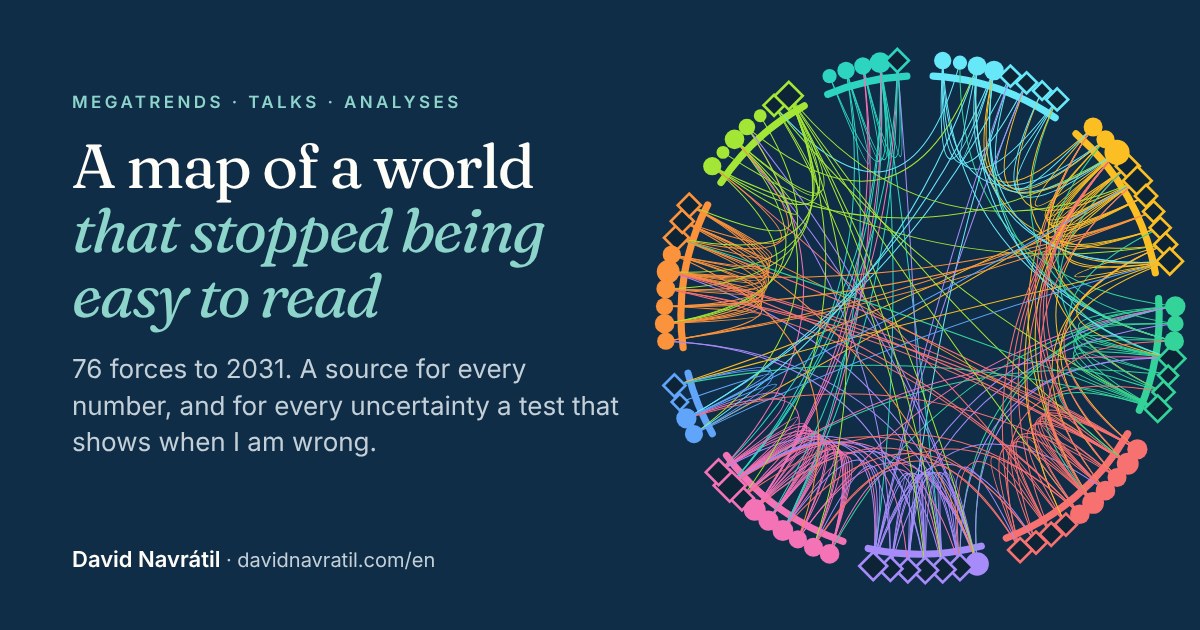 MEGATRENDS · TALKS · ANALYSES
A map of a world
that stopped being
easy to read
76 forces to 2031. A source for every
number, and for every uncertainty a test that
shows when I am wrong.
David Navrátil · davidnavratil.com/en